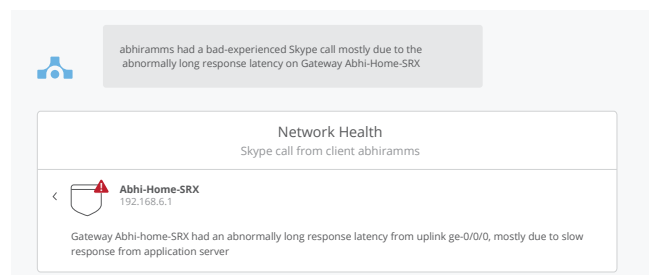 abhiramms had a bad-experienced Skype call mostly due to the
abnormally long response latency on Gateway Abhi-Home-SRX
Network Health
Skype call from client abhiramms
Abhi-Home-SRX
192.168.6.1
Gateway Abhi-home-SRX had an abnormally long response latency from uplink ge-0/0/0, mostly due to slow
response from application server